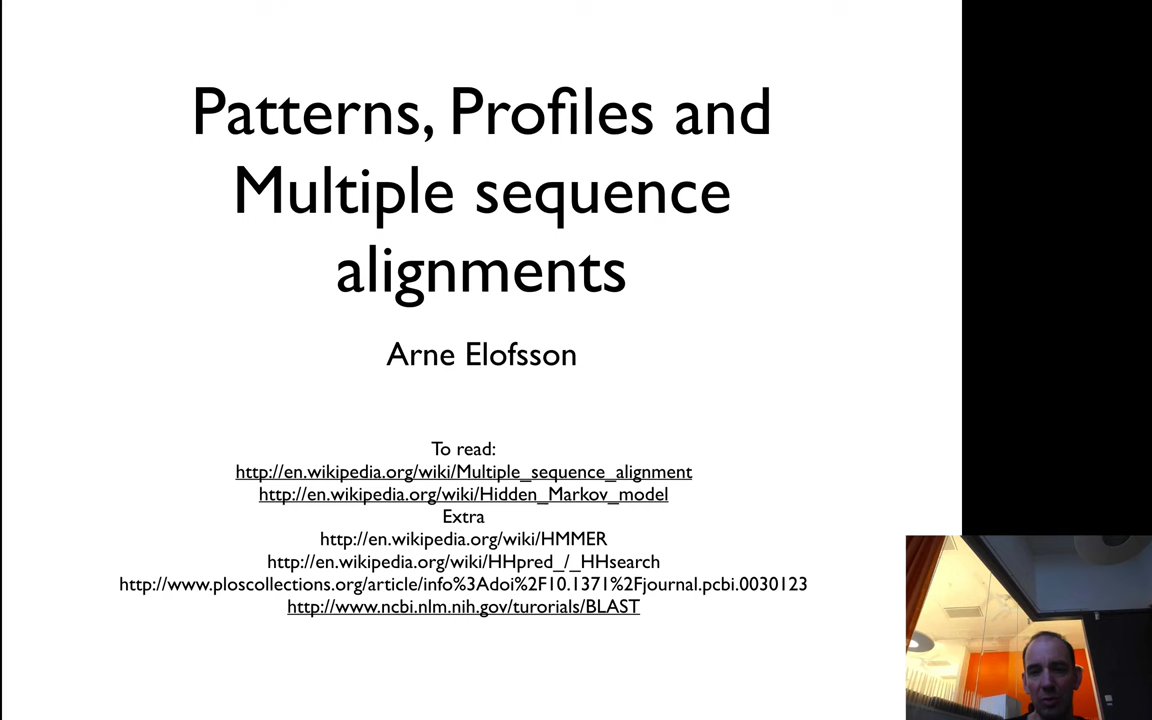 Patterns, Profiles and
Multiple sequence
alignments
Arne Elofsson
To read:
http://en.wikipedia.org/wiki/Multiple_sequence_alignment
http://en.wikipedia.org/wiki/Hidden_Markov_model
Extra
http://en.wikipedia.org/wiki/HMMER
http://en.wikipedia.org/wiki/HHpred_/_HHsearch
http://www.ploscollections.org/article/info%3Adoi%2F10.1371%2Fjournal.pcbi.0030123
http://www.ncbi.nlm.nih.gov/turorials/BLAST